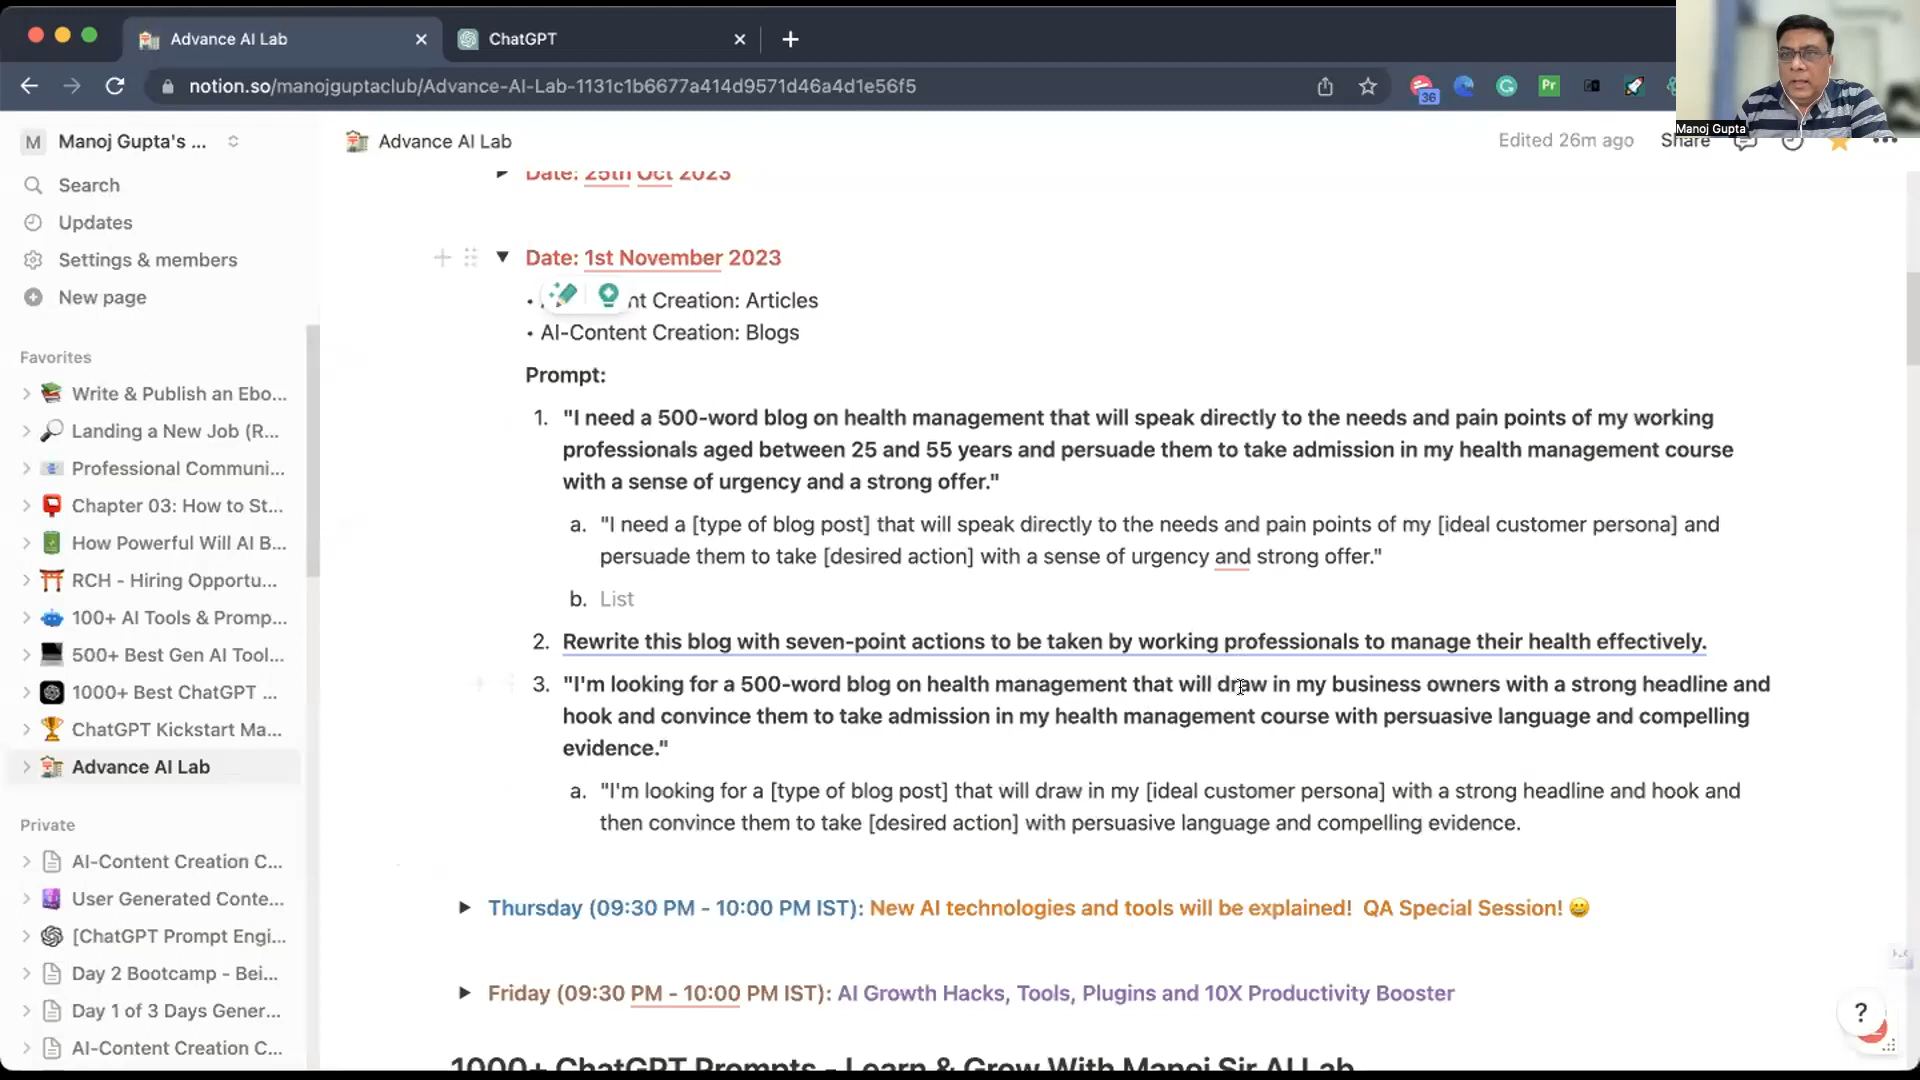 Advance AI Lab
ChatGPT
notion.so/manojguptaclub/Advance-AI-Lab-1131c1b6677a414d9571d46a4d1e56f5
36
Pr
Manoj Gupta
M Manoj Gupta's ...
Advance AI Lab
Edited 26m ago
Share
Search
Updates
Settings & members
New page
Favorites
Write & Publish an Ebo...
Landing a New Job (R...
Professional Communi...
Chapter 03: How to St...
How Powerful Will AI B...
RCH - Hiring Opportu...
100+ AI Tools & Promp...
500+ Best Gen AI Tool...
1000+ Best ChatGPT ...
ChatGPT Kickstart Ma...
Advance AI Lab
Private
AI-Content Creation C...
User Generated Conte...
[ChatGPT Prompt Engi...
Day 2 Bootcamp - Bei...
Day 1 of 3 Days Gener...
AI-Content Creation C...
Date: 25th Oct 2023
Date: 1st November 2023
• nt Creation: Articles
• AI-Content Creation: Blogs
Prompt:
1. "I need a 500-word blog on health management that will speak directly to the needs and pain points of my working
professionals aged between 25 and 55 years and persuade them to take admission in my health management course
with a sense of urgency and a strong offer."
a. "I need a [type of blog post] that will speak directly to the needs and pain points of my [ideal customer persona] and
persuade them to take [desired action] with a sense of urgency and strong offer."
b. List
2. Rewrite this blog with seven-point actions to be taken by working professionals to manage their health effectively.
3. "I'm looking for a 500-word blog on health management that will draw in my business owners with a strong headline and
hook and convince them to take admission in my health management course with persuasive language and compelling
evidence."
a. "I'm looking for a [type of blog post] that will draw in my [ideal customer persona] with a strong headline and hook and
then convince them to take [desired action] with persuasive language and compelling evidence.
Thursday (09:30 PM - 10:00 PM IST): New AI technologies and tools will be explained! QA Special Session! 😀
Friday (09:30 PM - 10:00 PM IST): AI Growth Hacks, Tools, Plugins and 10X Productivity Booster
1000+ ChatGPT Prompts - Learn & Grow With Manoj Sir AI Lab
?